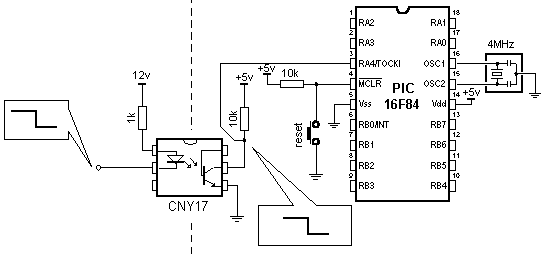 1 RA2 RA1 18
2 RA3 RA0 17
3 RA4/TOCKI OSC1 16
4 MCLR OSC2 15
5 Vss Vdd 14
6 RB0/INT RB7 13
7 RB1 RB6 12
8 RB2 RB5 11
9 RB3 RB4 10
PIC
16F84
4MHz
+5v
+5v
10k
reset
12v
1k
+5v
10k
CNY17